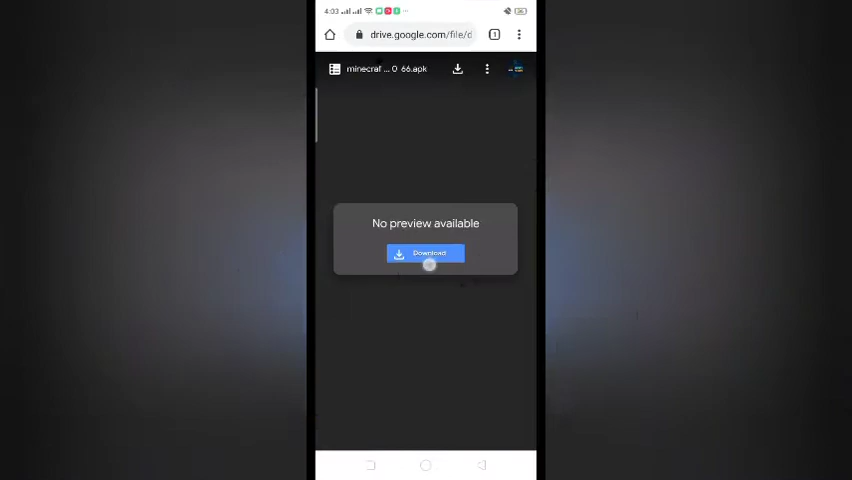 4:03
drive.google.com/file/d
1
minecraf ... 0 66.apk
No preview available
Download